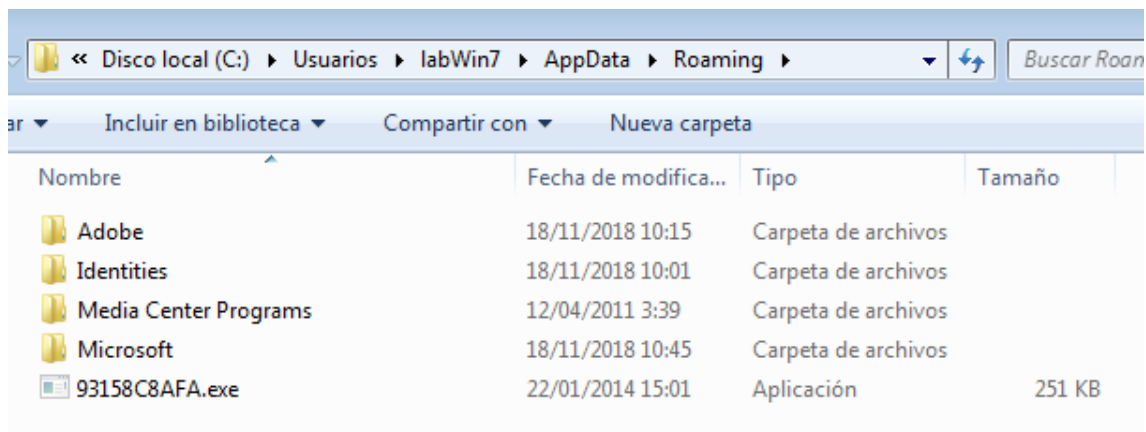 « Disco local (C:) ▸ Usuarios ▸ labWin7 ▸ AppData ▸ Roaming ▸ Buscar Roam
ar Incluir en biblioteca Compartir con Nueva carpeta
Nombre Fecha de modifica... Tipo Tamaño
Adobe 18/11/2018 10:15 Carpeta de archivos
Identities 18/11/2018 10:01 Carpeta de archivos
Media Center Programs 12/04/2011 3:39 Carpeta de archivos
Microsoft 18/11/2018 10:45 Carpeta de archivos
93158C8AFA.exe 22/01/2014 15:01 Aplicación 251 KB